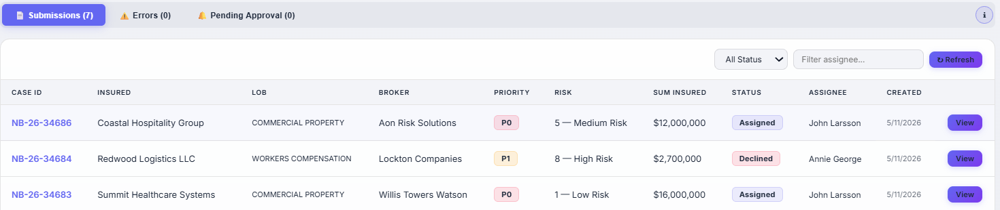 Submissions (7) Errors (0) Pending Approval (0) i
All Status Filter assignee... ↻ Refresh
CASE ID INSURED LOB BROKER PRIORITY RISK SUM INSURED STATUS ASSIGNEE CREATED
NB-26-34686 Coastal Hospitality Group COMMERCIAL PROPERTY Aon Risk Solutions P0 5 — Medium Risk $12,000,000 Assigned John Larsson 5/11/2026 View
NB-26-34684 Redwood Logistics LLC WORKERS COMPENSATION Lockton Companies P1 8 — High Risk $2,700,000 Declined Annie George 5/11/2026 View
NB-26-34683 Summit Healthcare Systems COMMERCIAL PROPERTY Willis Towers Watson P0 1 — Low Risk $16,000,000 Assigned John Larsson 5/11/2026 View